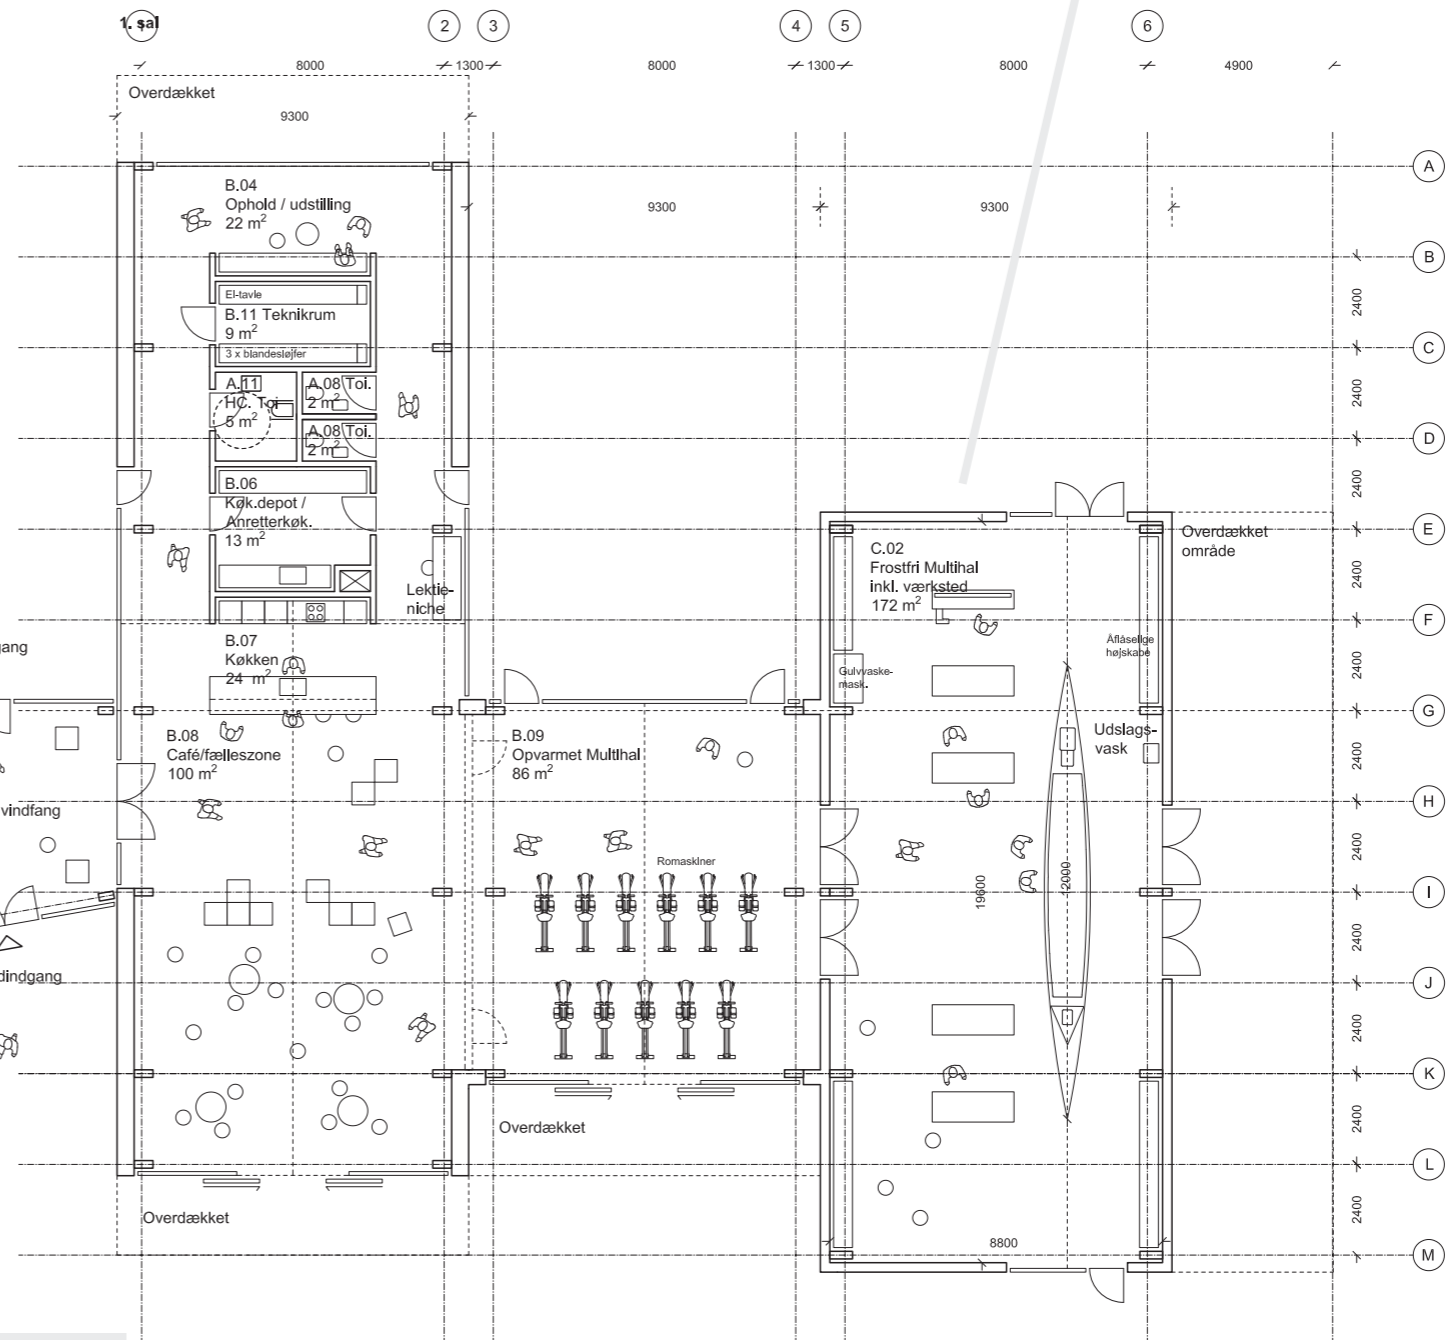 1. sal
2
3
4
5
6
8000
1300
8000
1300
8000
4900
Overdækket
9300
A
B.04
Ophold / udstilling
22 m²
9300
9300
B
El-tavle
B.11 Teknikrum
9 m²
2400
3 x blandesløjfer
C
A.11
HC. Toi
5 m²
A.08 Toi.
2 m²
2400
A.08 Toi.
2 m²
D
B.06
Køk.depot /
Anretterkøk.
13 m²
2400
E
Overdækket
område
C.02
Frostfri Multihal
inkl. værksted
172 m²
2400
Lektie-
niche
F
B.07
Køkken
24 m²
Aflåselige
højskabe
Gulvvaske-
mask.
2400
gang
G
B.08
Café/fælleszone
100 m²
B.09
Opvarmet Multihal
86 m²
Udslags-
vask
2400
H
vindfang
Romaskiner
2400
19600
12000
I
2400
dindgang
J
2400
K
Overdækket
2400
L
Overdækket
2400
8800
M